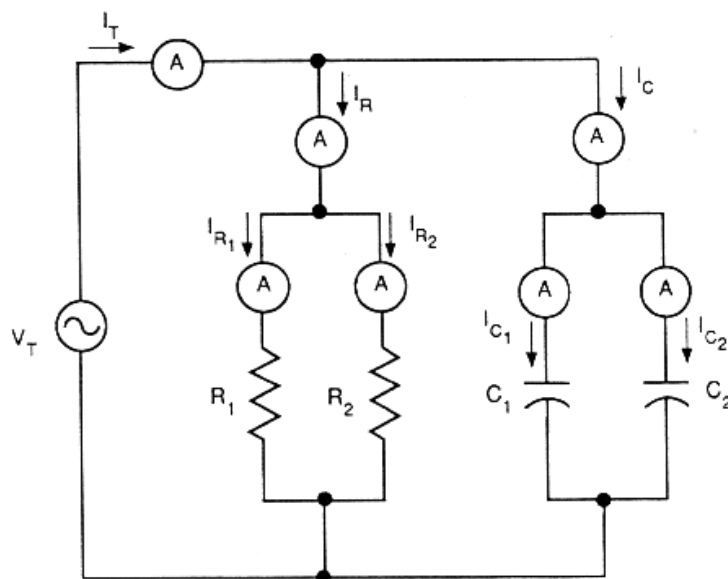 I_T
A
I_R
I_C
A
A
I_R1
I_R2
A
A
A
A
V_T
I_C1
I_C2
R_1
R_2
C_1
C_2